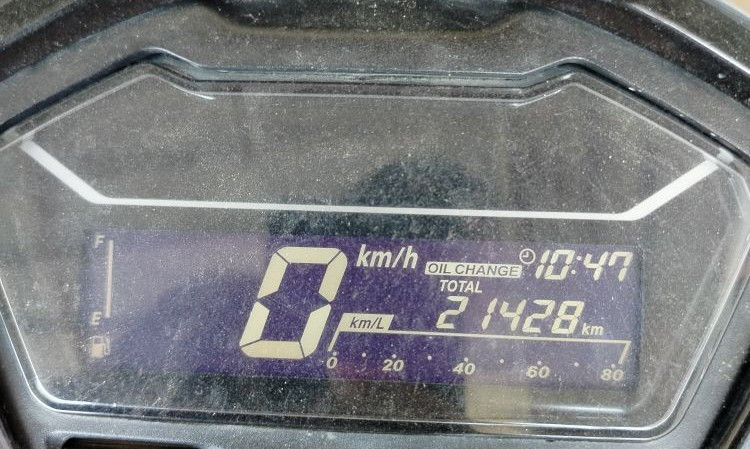 F
km/h
OIL CHANGE
10:47
TOTAL
21428 km
0
E
km/L
0 20 40 60 80